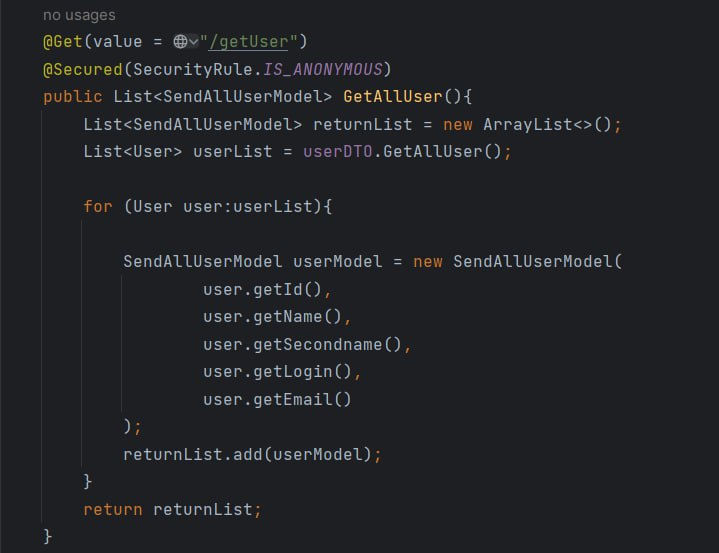 no usages
@Get(value = "/getUser")
@Secured(SecurityRule.IS_ANONYMOUS)
public List<SendAllUserModel> GetAllUser(){
List<SendAllUserModel> returnList = new ArrayList<>();
List<User> userList = userDTO.GetAllUser();
for (User user:userList){
SendAllUserModel userModel = new SendAllUserModel(
user.getId(),
user.getName(),
user.getSecondname(),
user.getLogin(),
user.getEmail()
);
returnList.add(userModel);
}
return returnList;
}